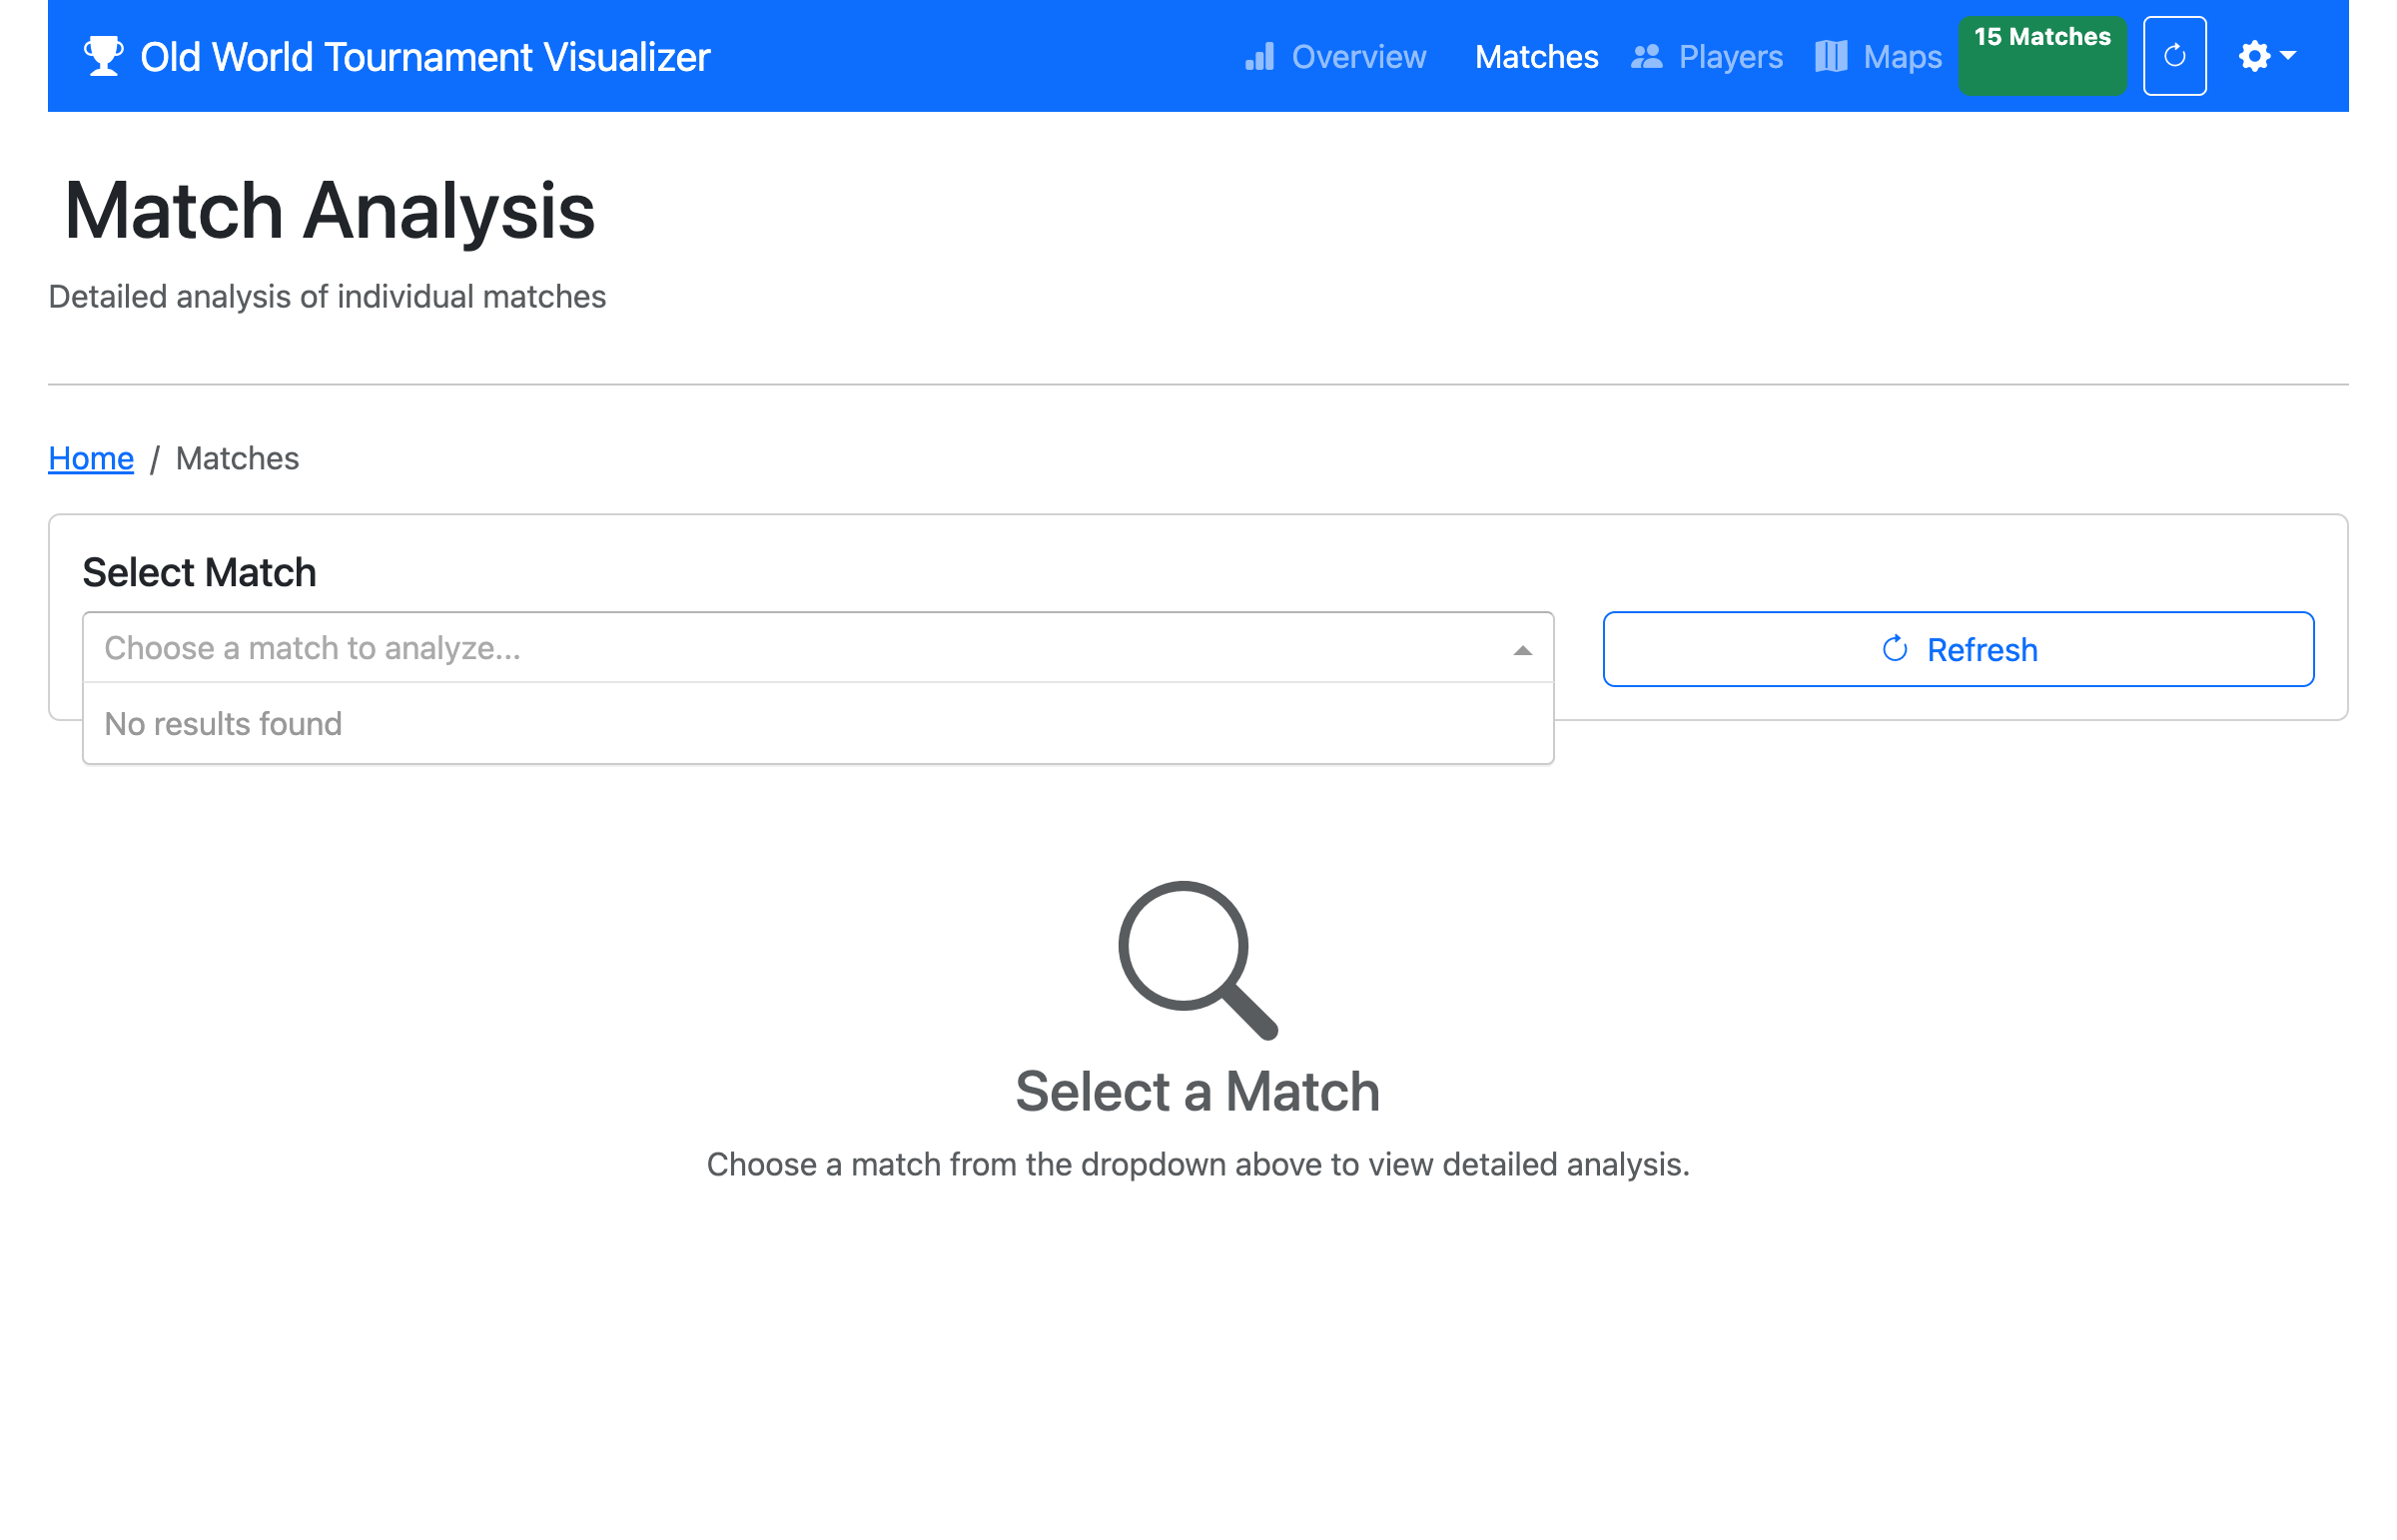 Old World Tournament Visualizer
Overview
Matches
Players
Maps
15 Matches
Match Analysis
Detailed analysis of individual matches
Home / Matches
Select Match
Choose a match to analyze...
Refresh
No results found
Select a Match
Choose a match from the dropdown above to view detailed analysis.